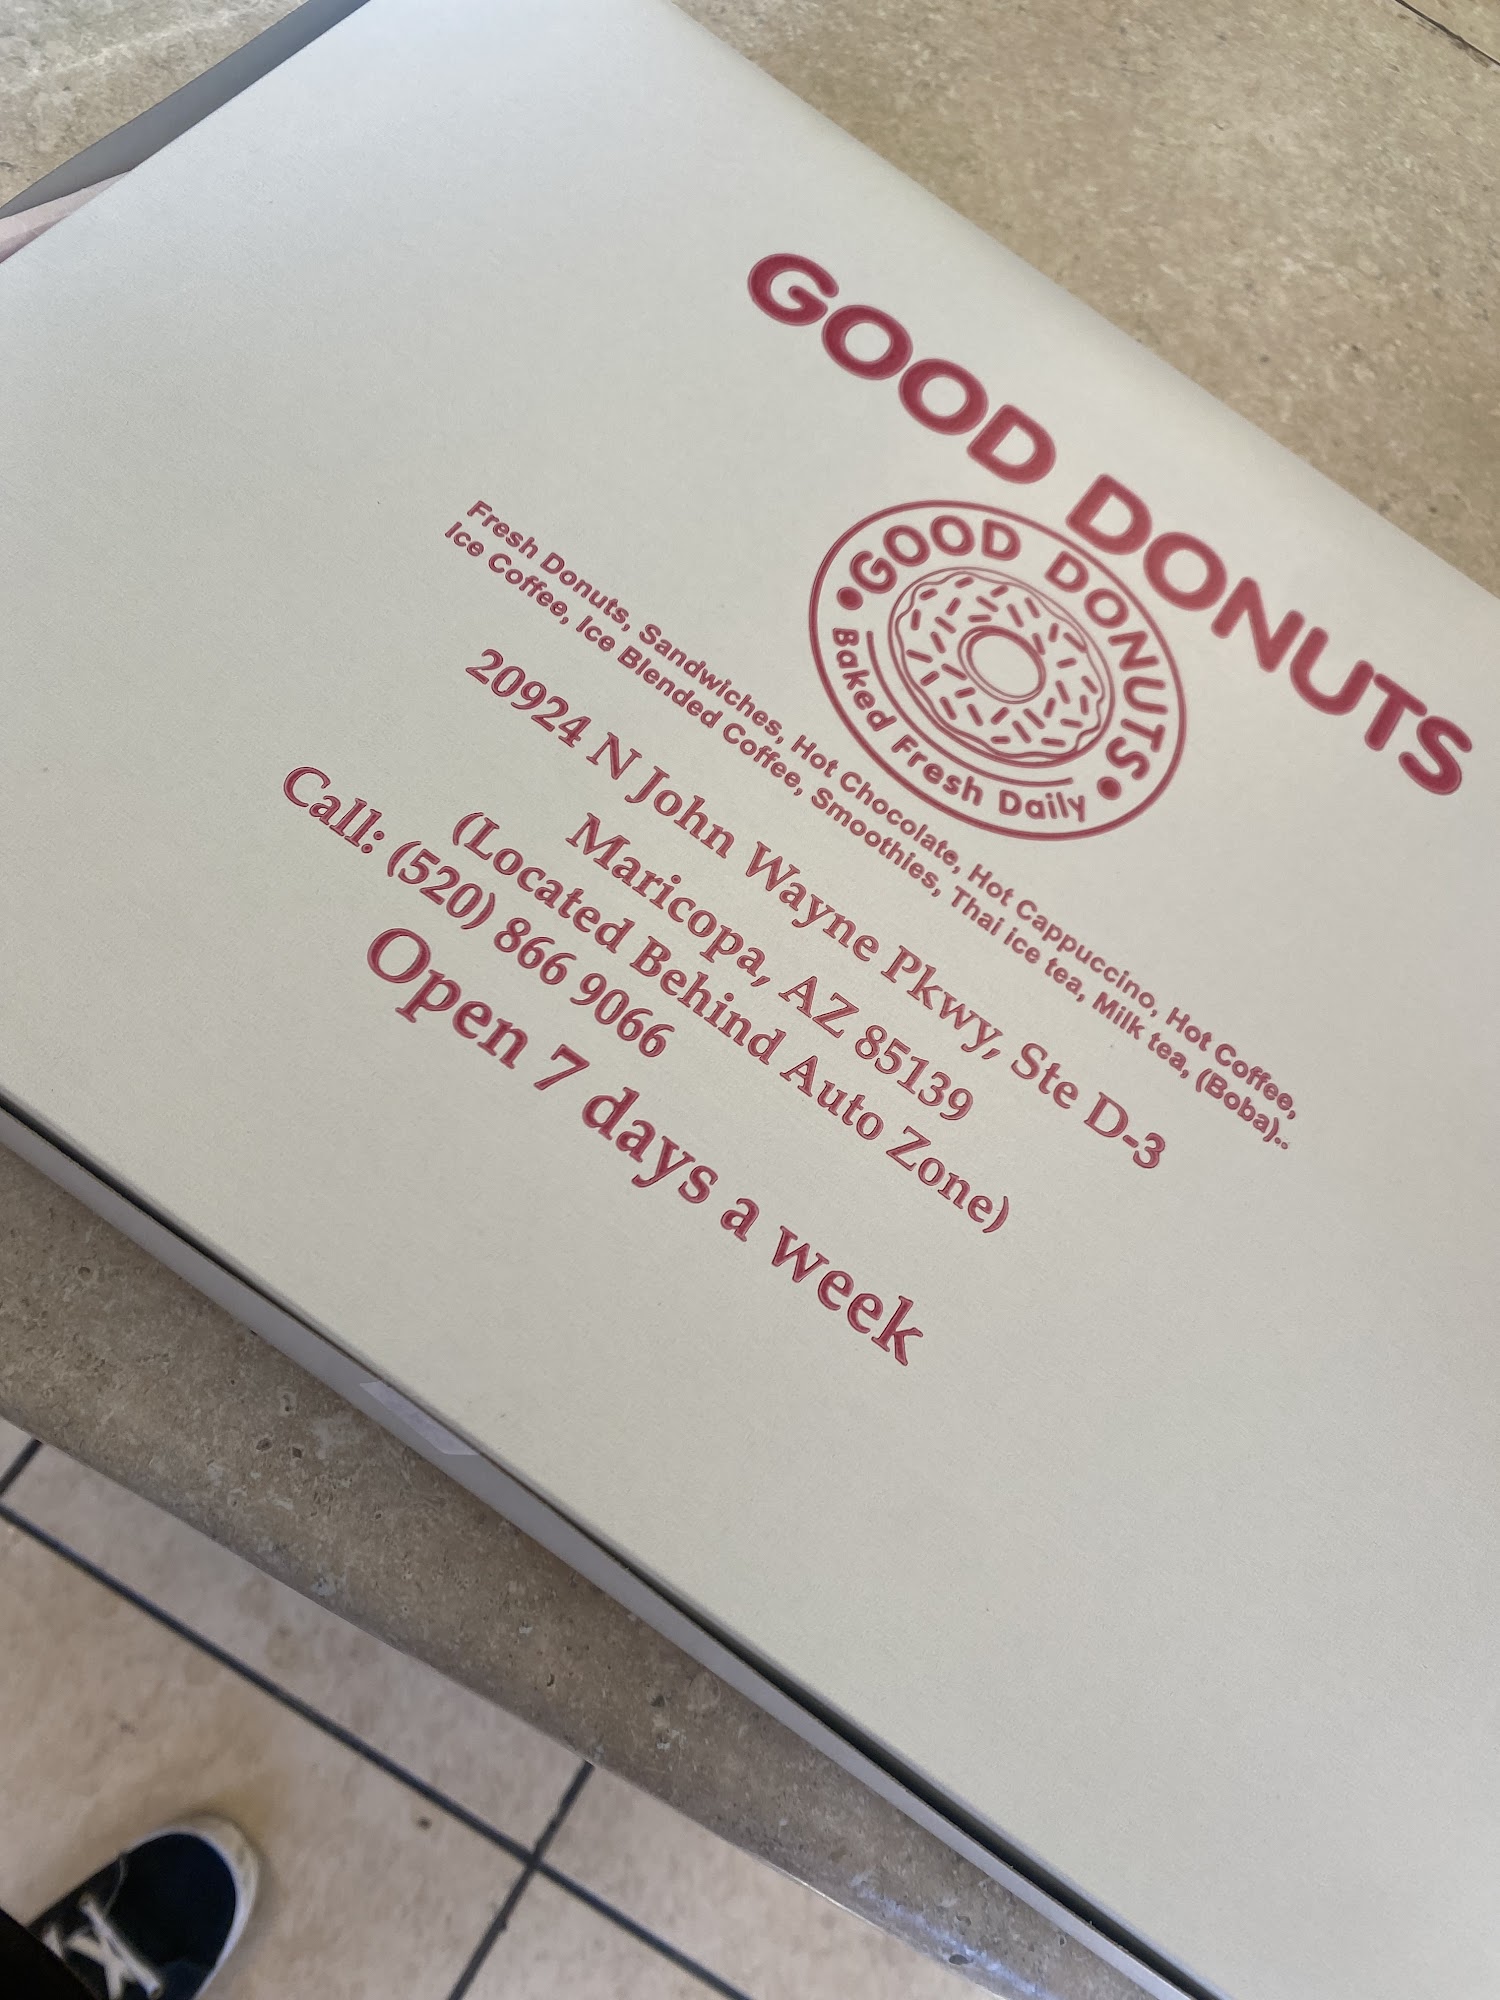 GOOD DONUTS
GOOD DONUTS
Baked Fresh Daily
Fresh Donuts, Sandwiches, Hot Chocolate, Hot Cappuccino, Hot Coffee,
Ice Coffee, Ice Blended Coffee, Smoothies, Thai ice tea, Milk tea, (Boba)..
20924 N John Wayne Pkwy, Ste D-3
Maricopa, AZ 85139
(Located Behind Auto Zone)
Call: (520) 866 9066
Open 7 days a week